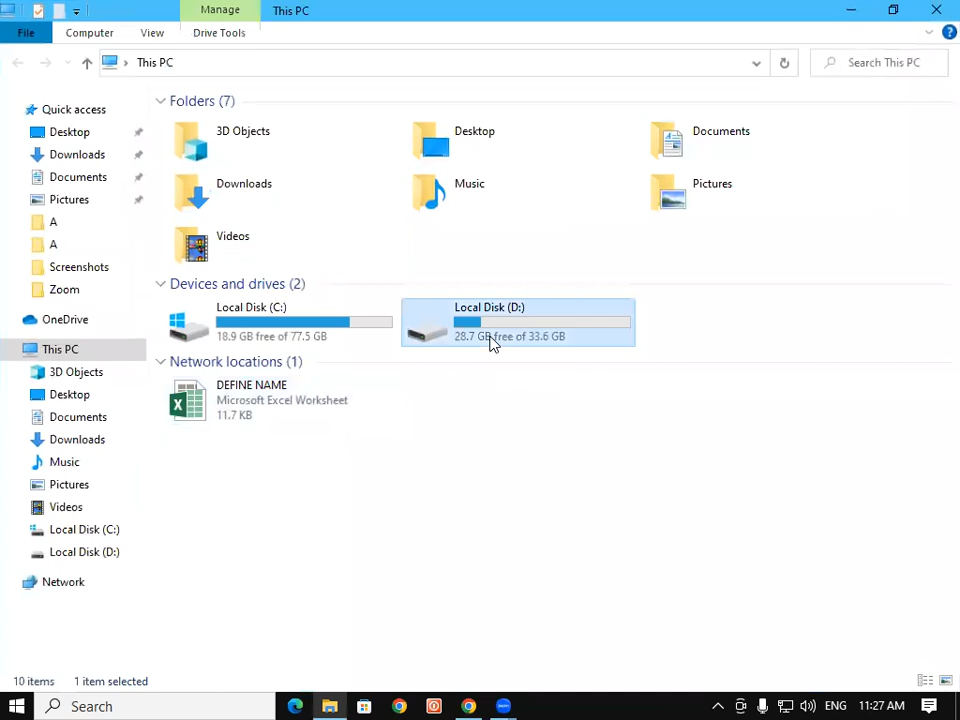 Manage
This PC
File
Computer
View
Drive Tools
This PC
Search This PC
Quick access
Desktop
Downloads
Documents
Pictures
A
A
Screenshots
Zoom
OneDrive
This PC
3D Objects
Desktop
Documents
Downloads
Music
Pictures
Videos
Local Disk (C:)
Local Disk (D:)
Network
Folders (7)
3D Objects
Desktop
Documents
Downloads
Music
Pictures
Videos
Devices and drives (2)
Local Disk (C:)
18.9 GB free of 77.5 GB
Local Disk (D:)
28.7 GB free of 33.6 GB
Network locations (1)
DEFINE NAME
Microsoft Excel Worksheet
11.7 KB
10 items
1 item selected
Search
ENG
11:27 AM